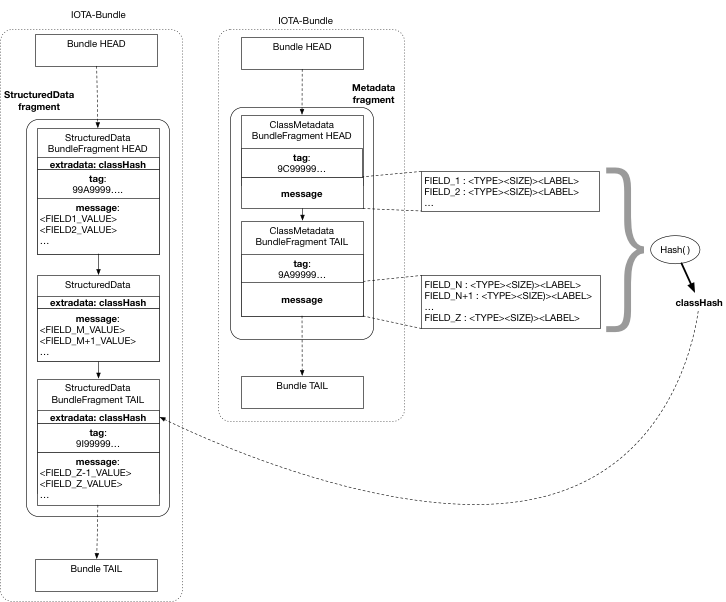 IOTA-Bundle
Bundle HEAD
StructuredData
fragment
StructuredData
BundleFragment HEAD
extradata: classHash
tag:
99A9999....
message:
<FIELD1_VALUE>
<FIELD2_VALUE>
...
StructuredData
extradata: classHash
message:
<FIELD_M_VALUE>
<FIELD_M+1_VALUE>
...
StructuredData
BundleFragment TAIL
extradata: classHash
tag:
9I99999...
message:
<FIELD_Z-1_VALUE>
<FIELD_Z_VALUE>
...
Bundle TAIL
IOTA-Bundle
Bundle HEAD
Metadata
fragment
ClassMetadata
BundleFragment HEAD
tag:
9C99999...
message
ClassMetadata
BundleFragment TAIL
tag:
9A99999...
message
Bundle TAIL
FIELD_1 : <TYPE><SIZE)><LABEL>
FIELD_2 : <TYPE><SIZE)><LABEL>
...
FIELD_N : <TYPE><SIZE)><LABEL>
FIELD_N+1 : <TYPE><SIZE)><LABEL>
...
FIELD_Z : <TYPE><SIZE)><LABEL>
}
Hash( )
classHash